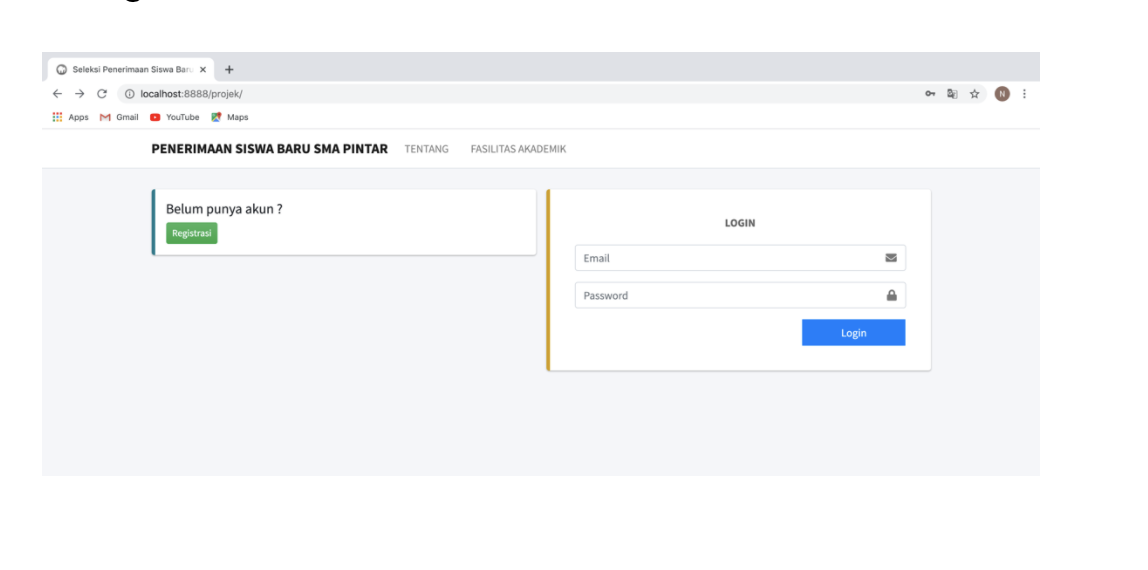 Seleksi Penerimaan Siswa Baru
localhost:8888/projek/
N
Apps Gmail YouTube Maps
PENERIMAAN SISWA BARU SMA PINTAR TENTANG FASILITAS AKADEMIK
Belum punya akun ?
Registrasi
LOGIN
Email
Password
Login